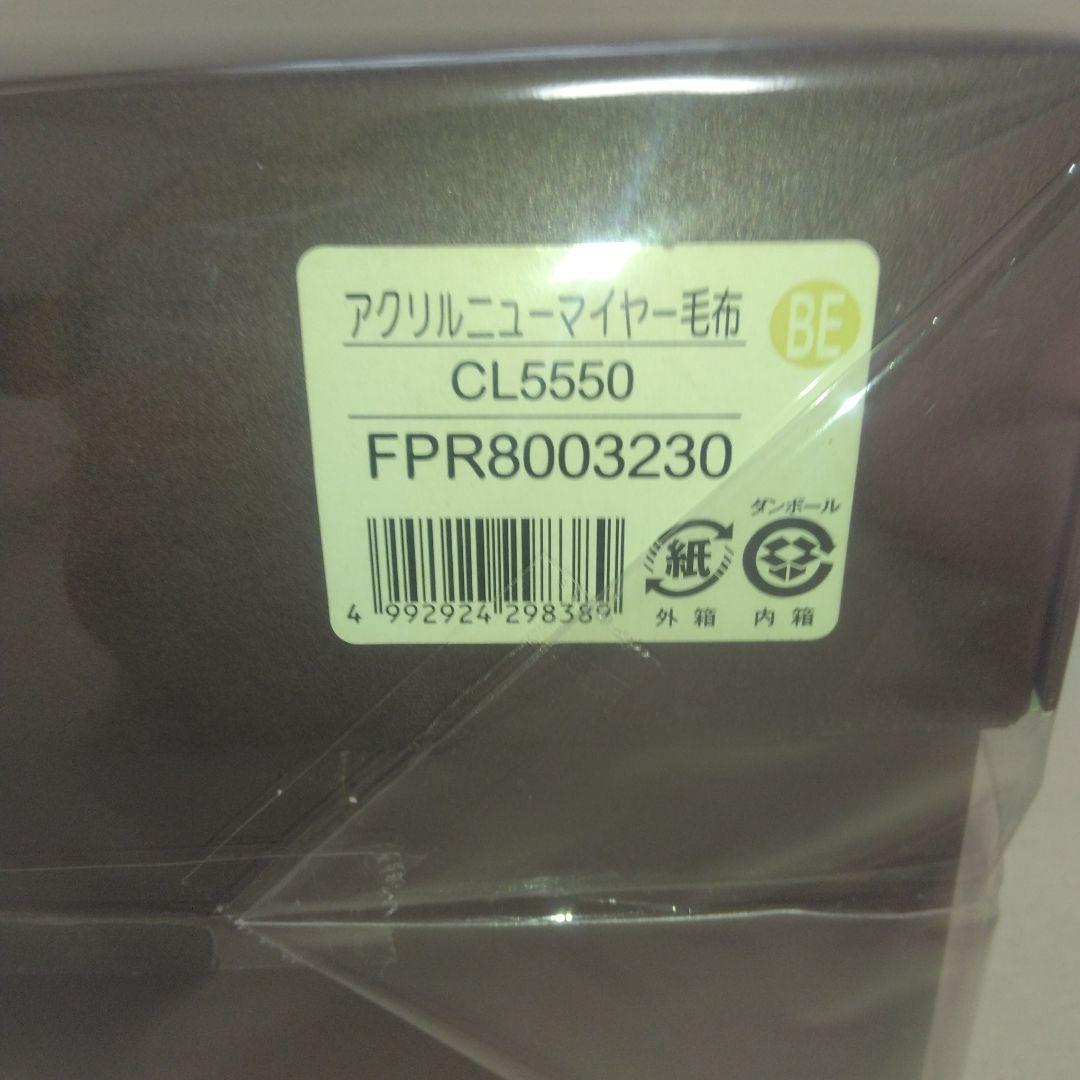 アクリルニューマイヤー毛布
BE
CL5550
FPR8003230
ダンボール
紙
4 992924 298389
外箱
内箱